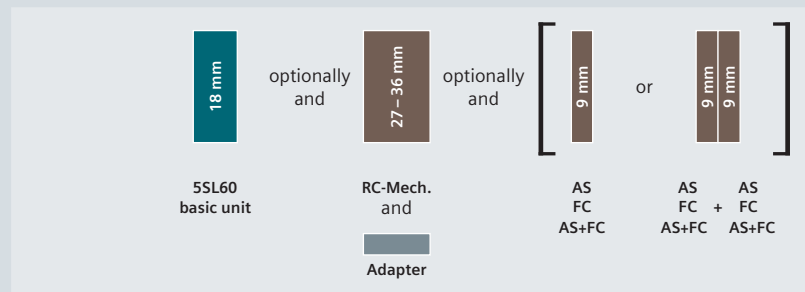 18 mm
optionally
and
27 – 36 mm
optionally
and
9 mm
or
9 mm
9 mm
5SL60
basic unit
RC-Mech.
and
Adapter
AS
FC
AS+FC
AS AS
FC + FC
AS+FC AS+FC